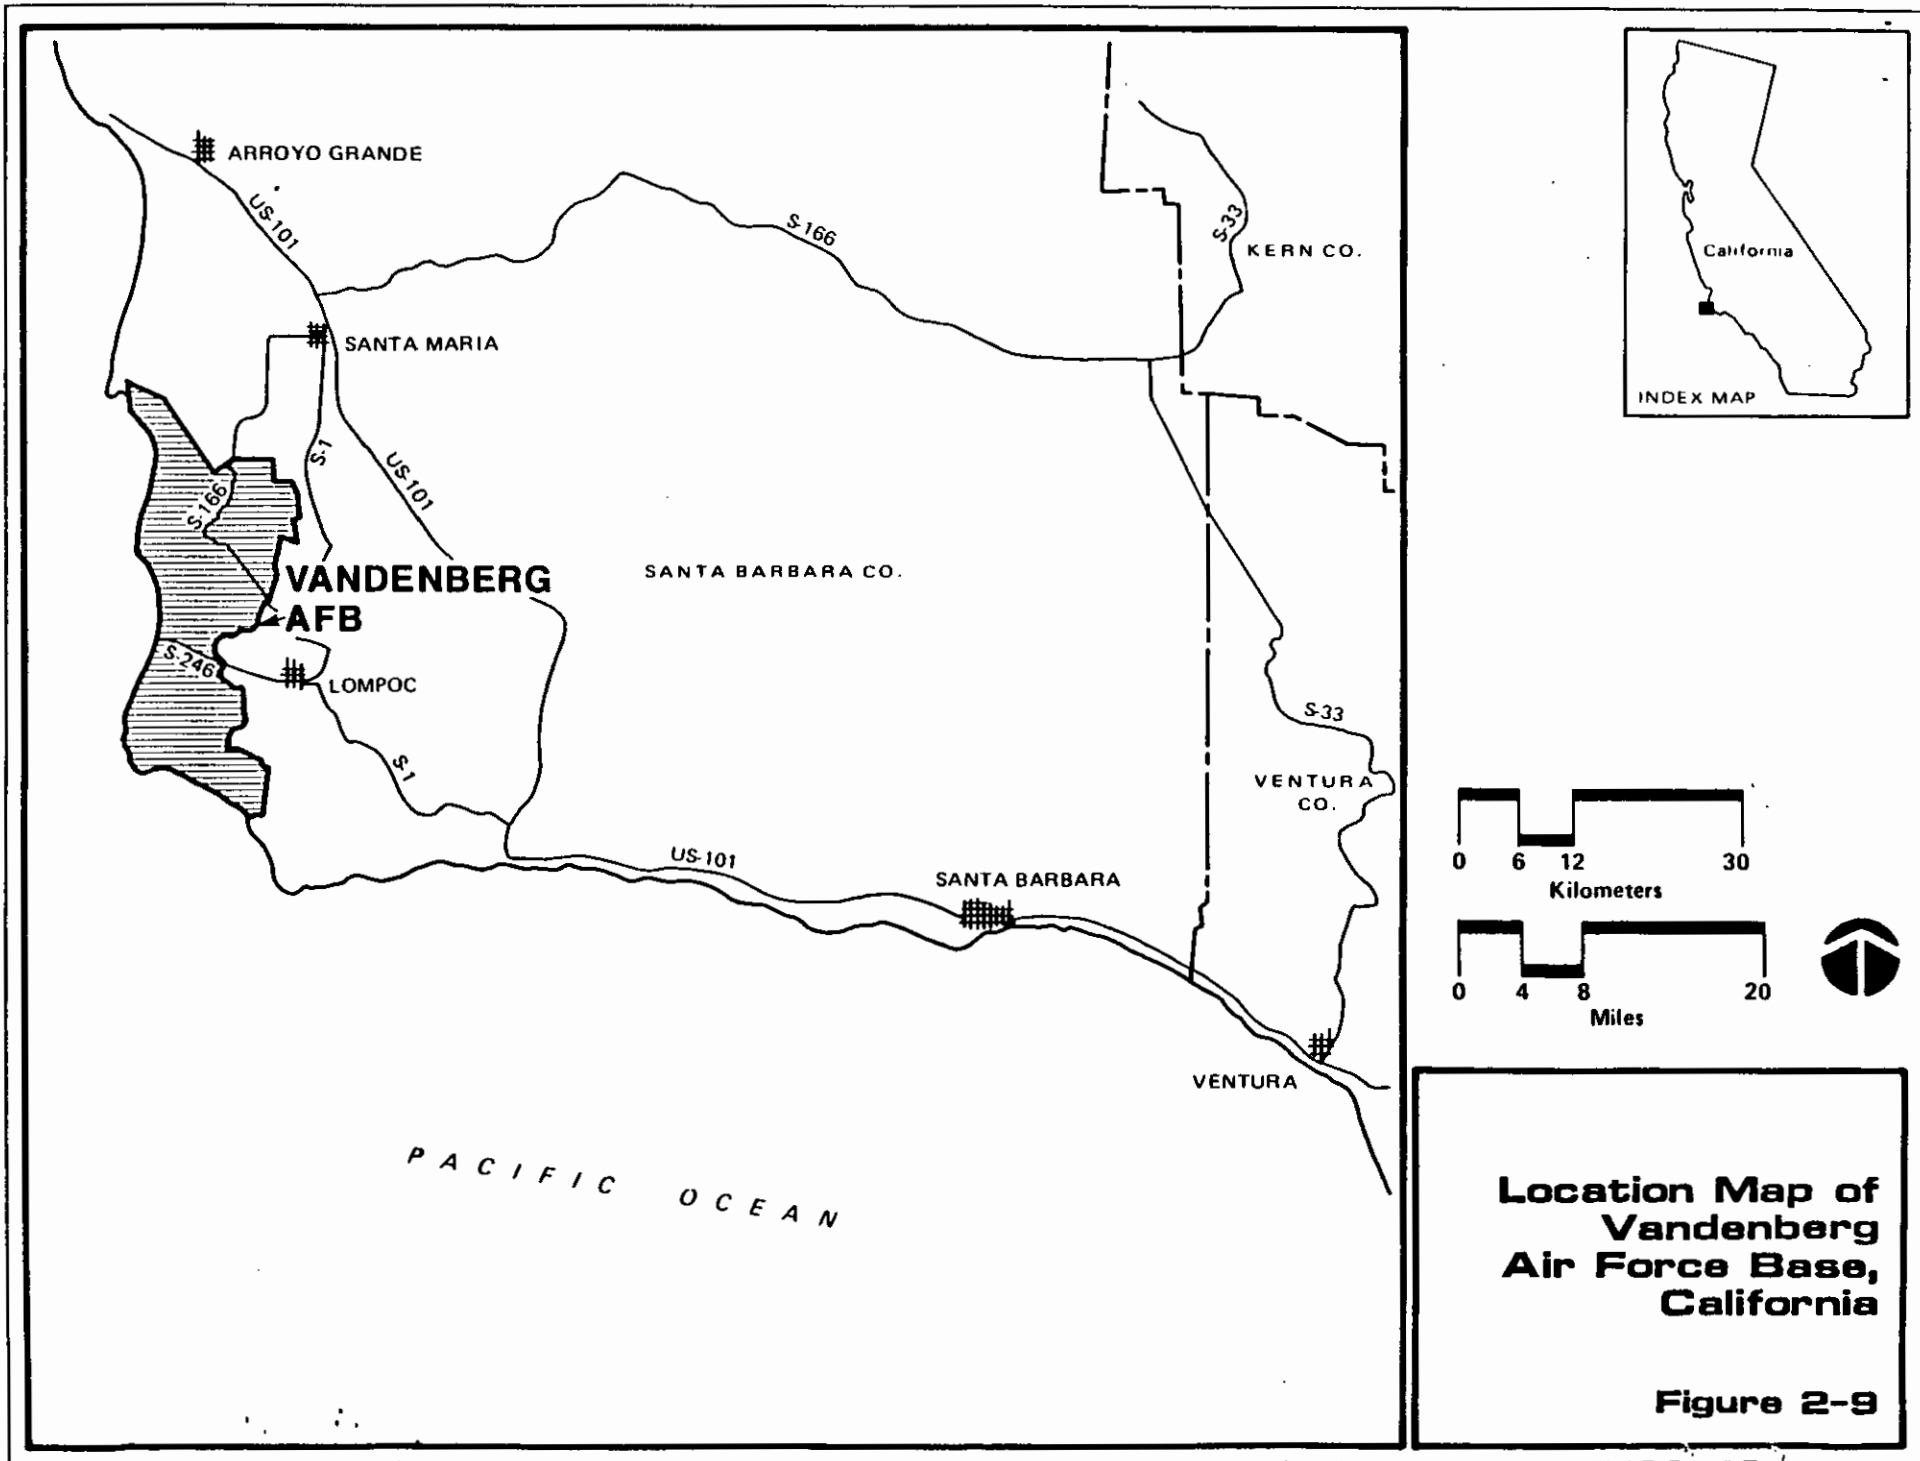 ARROYO GRANDE
US-101
S-166
S-33
KERN CO.
SANTA MARIA
S-1
US-101
S-166
VANDENBERG
AFB
SANTA BARBARA CO.
S-246
LOMPOC
S-1
S-33
VENTURA
CO.
US-101
SANTA BARBARA
VENTURA
PACIFIC OCEAN
California
INDEX MAP
0 6 12 30
Kilometers
0 4 8 20
Miles
Location Map of
Vandenberg
Air Force Base,
California
Figure 2-9